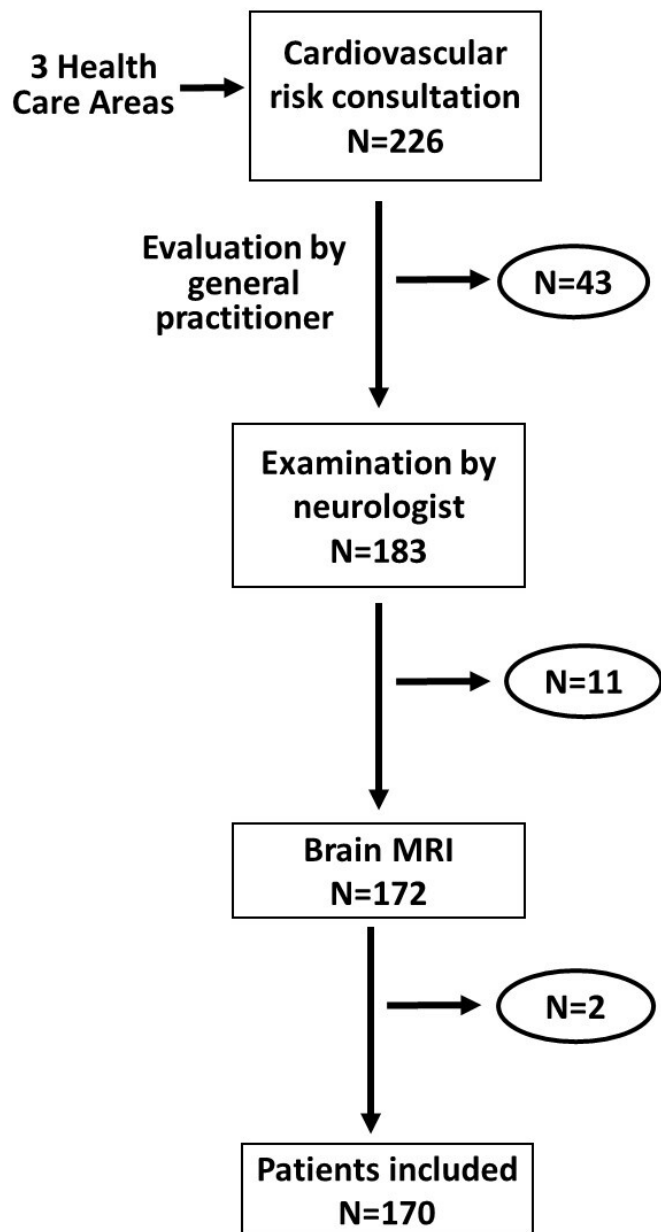 3 Health
Care Areas
Cardiovascular
risk consultation
N=226
Evaluation by
general
practitioner
N=43
Examination by
neurologist
N=183
N=11
Brain MRI
N=172
N=2
Patients included
N=170